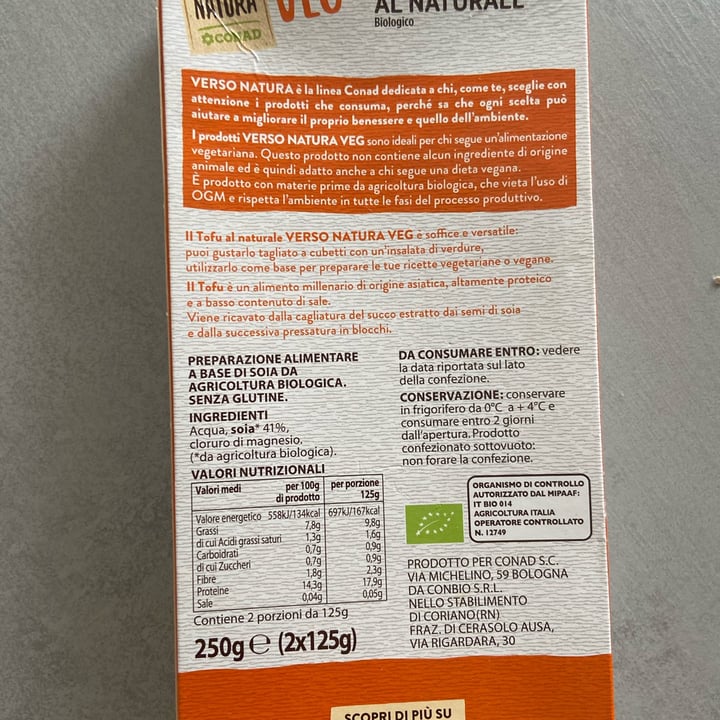 NATURA
CONAD
VEG
AL NATURALE
Biologico
VERSO NATURA è la linea Conad dedicata a chi, come te, sceglie con
attenzione i prodotti che consuma, perché sa che ogni scelta può
aiutare a migliorare il proprio benessere e quello dell'ambiente.
I prodotti VERSO NATURA VEG sono ideali per chi segue un'alimentazione
vegetariana. Questo prodotto non contiene alcun ingrediente di origine
animale ed è quindi adatto anche a chi segue una dieta vegana.
È prodotto con materie prime da agricoltura biologica, che vieta l'uso di
OGM e rispetta l'ambiente in tutte le fasi del processo produttivo.
Il Tofu al naturale VERSO NATURA VEG è soffice e versatile:
puoi gustarlo tagliato a cubetti con un'insalata di verdure,
utilizzarlo come base per preparare le tue ricette vegetariane o vegane.
Il Tofu è un alimento millenario di origine asiatica, altamente proteico
e a basso contenuto di sale.
Viene ricavato dalla cagliatura del succo estratto dai semi di soia
e dalla successiva pressatura in blocchi.
PREPARAZIONE ALIMENTARE
A BASE DI SOIA DA
AGRICOLTURA BIOLOGICA.
SENZA GLUTINE.
INGREDIENTI
Acqua, soia* 41%,
cloruro di magnesio.
(*da agricoltura biologica).
VALORI NUTRIZIONALI
Valori medi per 100g di prodotto per porzione 125g
Valore energetico 558kJ/134kcal 697kJ/167kcal
Grassi 7,8g 9,8g
di cui Acidi grassi saturi 1,3g 1,6g
Carboidrati 0,7g 0,9g
di cui Zuccheri 0,7g 0,9g
Fibre 1,8g 2,3g
Proteine 14,3g 17,9g
Sale 0,04g 0,05g
Contiene 2 porzioni da 125g
250g e (2x125g)
DA CONSUMARE ENTRO: vedere
la data riportata sul lato
della confezione.
CONSERVAZIONE: conservare
in frigorifero da 0°C a + 4°C e
consumare entro 2 giorni
dall'apertura. Prodotto
confezionato sottovuoto:
non forare la confezione.
ORGANISMO DI CONTROLLO
AUTORIZZATO DAL MIPAAF:
IT BIO 014
AGRICOLTURA ITALIA
OPERATORE CONTROLLATO
N. 12749
PRODOTTO PER CONAD S.C.
VIA MICHELINO, 59 BOLOGNA
DA CONBIO S.R.L.
NELLO STABILIMENTO
DI CORIANO(RN)
FRAZ. DI CERASOLO AUSA,
VIA RIGARDARA, 30
SCOPRI DI PIÙ SU